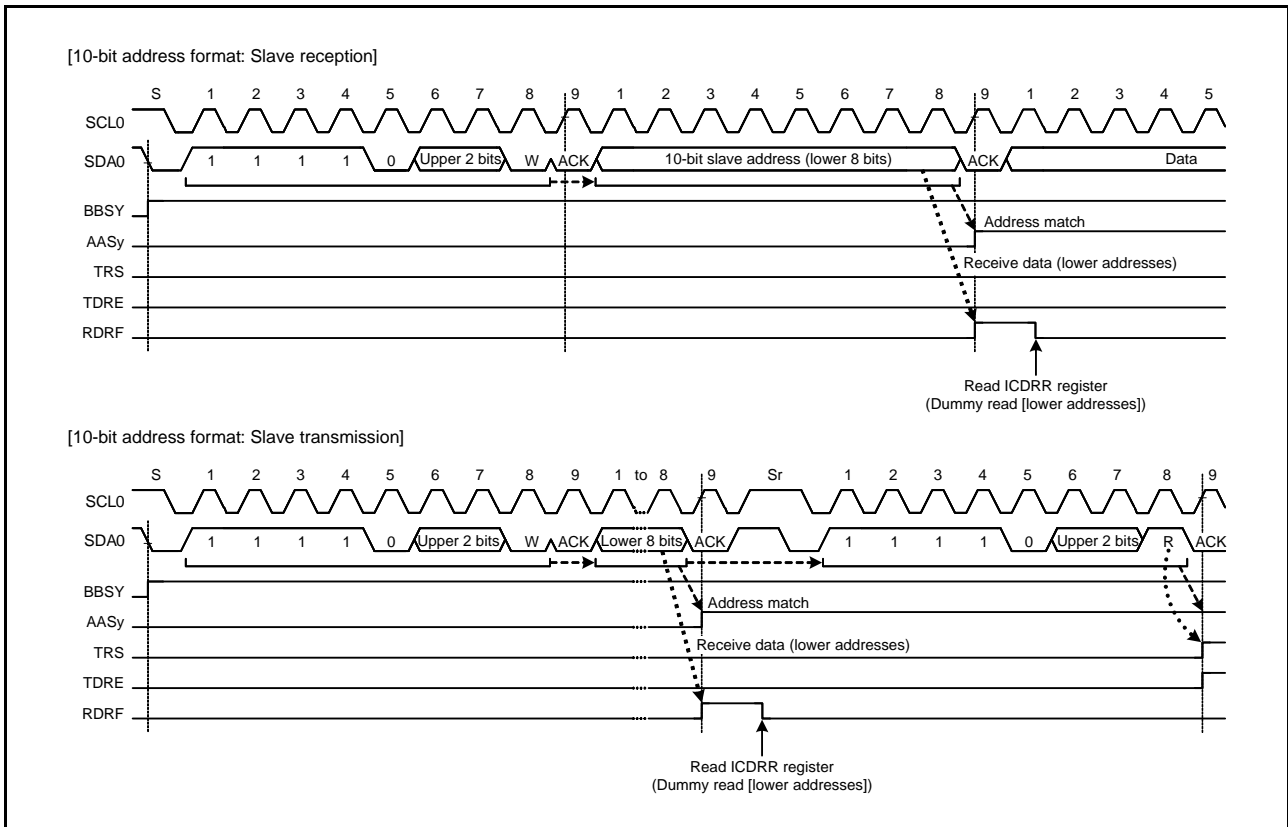 [10-bit address format: Slave reception]
S 1 2 3 4 5 6 7 8 9 1 2 3 4 5 6 7 8 9 1 2 3 4 5
SCL0
SDA0 1 1 1 1 0 Upper 2 bits W ACK 10-bit slave address (lower 8 bits) ACK Data
BBSY
Address match
AASy
Receive data (lower addresses)
TRS
TDRE
RDRF
Read ICDRR register
(Dummy read [lower addresses])
[10-bit address format: Slave transmission]
S 1 2 3 4 5 6 7 8 9 1 to 8 9 Sr 1 2 3 4 5 6 7 8 9
SCL0
SDA0 1 1 1 1 0 Upper 2 bits W ACK Lower 8 bits ACK 1 1 1 1 0 Upper 2 bits R ACK
BBSY
Address match
AASy
Receive data (lower addresses)
TRS
TDRE
RDRF
Read ICDRR register
(Dummy read [lower addresses])